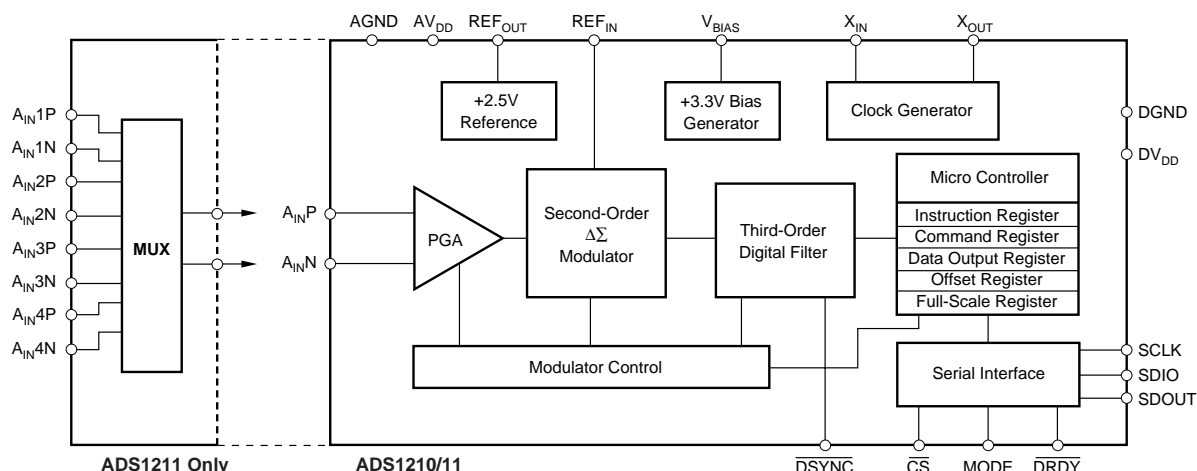 AGND AVDD REFOUT REFIN VBIAS XIN XOUT
+2.5V
Reference
+3.3V Bias
Generator
Clock Generator
DGND
DVDD
AIN1P
AIN1N
AIN2P
AIN2N
AIN3P
AIN3N
AIN4P
AIN4N
MUX
AINP
AINN
PGA
Second-Order
ΔΣ
Modulator
Third-Order
Digital Filter
Micro Controller
Instruction Register
Command Register
Data Output Register
Offset Register
Full-Scale Register
Modulator Control
Serial Interface
SCLK
SDIO
SDOUT
ADS1211 Only
ADS1210/11
DSYNC CS MODE DRDY